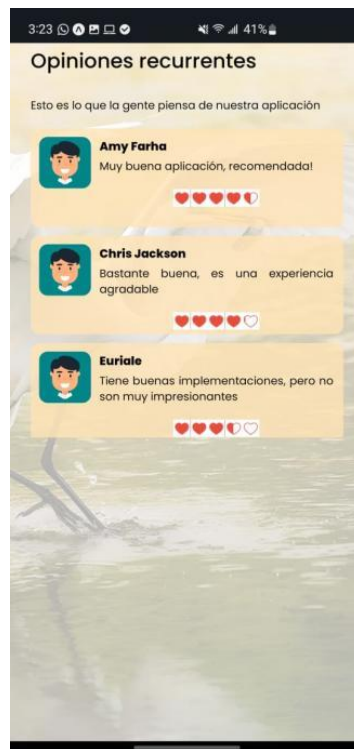 3:23 41%
Opiniones recurrentes
Esto es lo que la gente piensa de nuestra aplicación
Amy Farha
Muy buena aplicación, recomendada!
Chris Jackson
Bastante buena, es una experiencia
agradable
Euriale
Tiene buenas implementaciones, pero no
son muy impresionantes